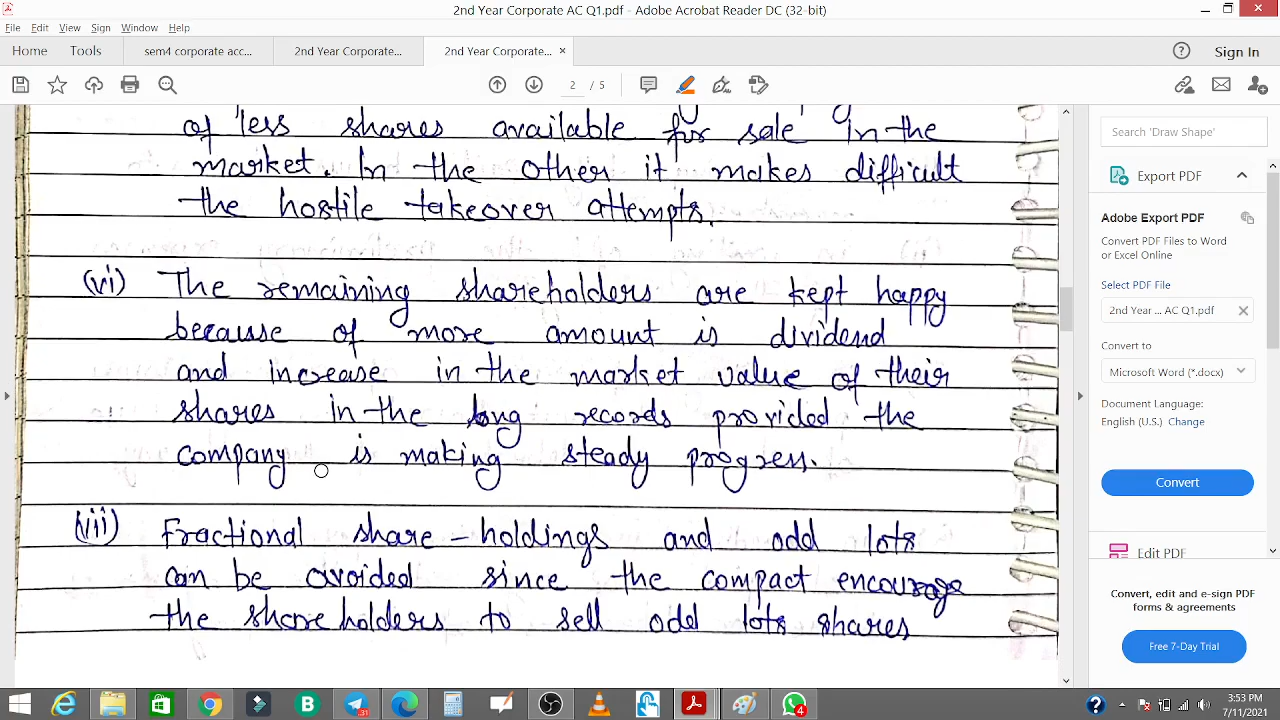 2nd Year Corporate AC Q1.pdf - Adobe Acrobat Reader DC (32-bit)
File Edit View Sign Window Help
Home Tools sem4 corporate acc... 2nd Year Corporate... 2nd Year Corporate... × Sign In
2 / 5
of less shares available for sale in the
market. In the other it makes difficult
the hostile takeover attempts.
(vi) The remaining shareholders are kept happy
because of more amount is dividend
and increase in the market value of their
shares in the long records provided the
company is making steady progress.
(vii) Fractional share-holdings and odd lots
can be avoided since the compact encourage
the shareholders to sell odd lots shares
Search 'Draw Shape'
Export PDF
Adobe Export PDF
Convert PDF Files to Word
or Excel Online
Select PDF File
2nd Year ... AC Q1.pdf ×
Convert to
Microsoft Word (*.docx)
Document Language:
English (U.S.) Change
Convert
Edit PDF
Convert, edit and e-sign PDF
forms & agreements
Free 7-Day Trial
31
B
4
3:53 PM
7/11/2021